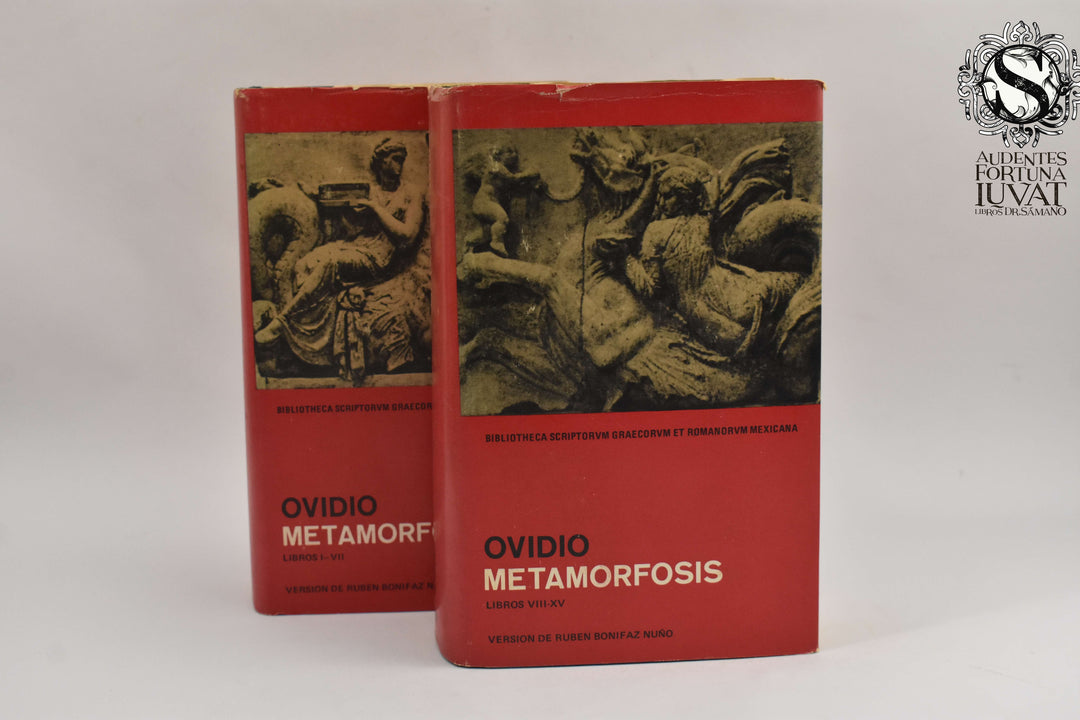 BIBLIOTHECA SCRIPTORVM GRAECOR
OVIDIO
METAMORF
LIBROS I-VII
VERSION DE RUBEN BONIFAZ N
BIBLIOTHECA SCRIPTORVM GRAECORVM ET ROMANORVM MEXICANA
OVIDIO
METAMORFOSIS
LIBROS VIII-XV
VERSION DE RUBEN BONIFAZ NUÑO
S
AUDENTES
FORTUNA
IUVAT
LIBROS DR. SÁMANO